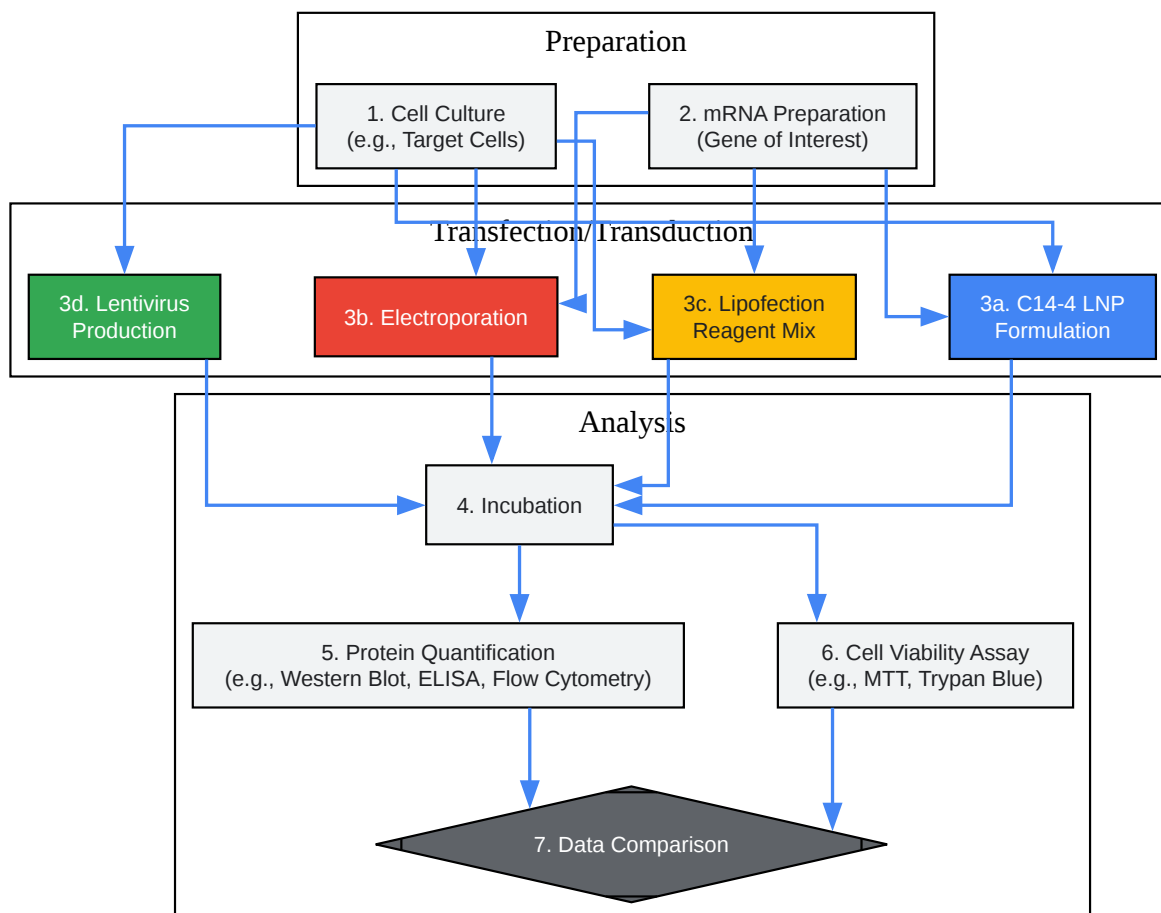 Preparation
1. Cell Culture
(e.g., Target Cells)
2. mRNA Preparation
(Gene of Interest)
Transfection/Transduction
3d. Lentivirus
Production
3b. Electroporation
3c. Lipofection
Reagent Mix
3a. C14-4 LNP
Formulation
Analysis
4. Incubation
5. Protein Quantification
(e.g., Western Blot, ELISA, Flow Cytometry)
6. Cell Viability Assay
(e.g., MTT, Trypan Blue)
7. Data Comparison